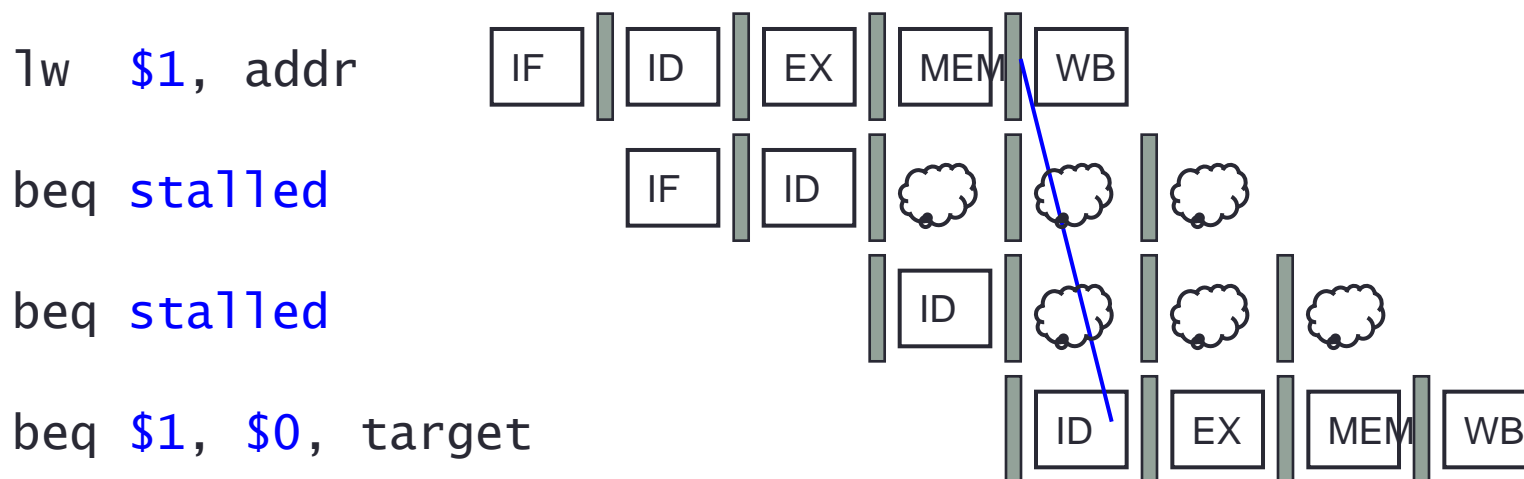 lw $1, addr IF ID EX MEM WB
beq stalled IF ID
beq stalled ID
beq $1, $0, target ID EX MEM WB